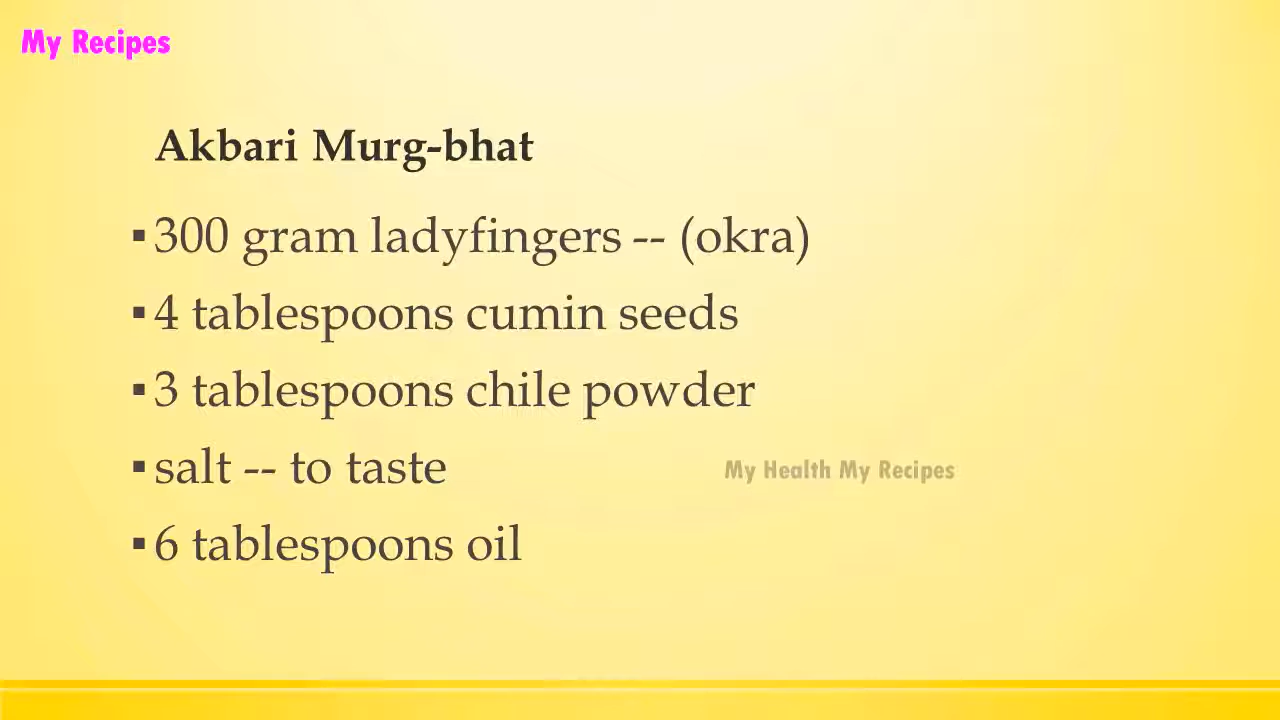 My Recipes
Akbari Murg-bhat
▪300 gram ladyfingers -- (okra)
▪4 tablespoons cumin seeds
▪3 tablespoons chile powder
▪salt -- to taste
My Health My Recipes
▪6 tablespoons oil